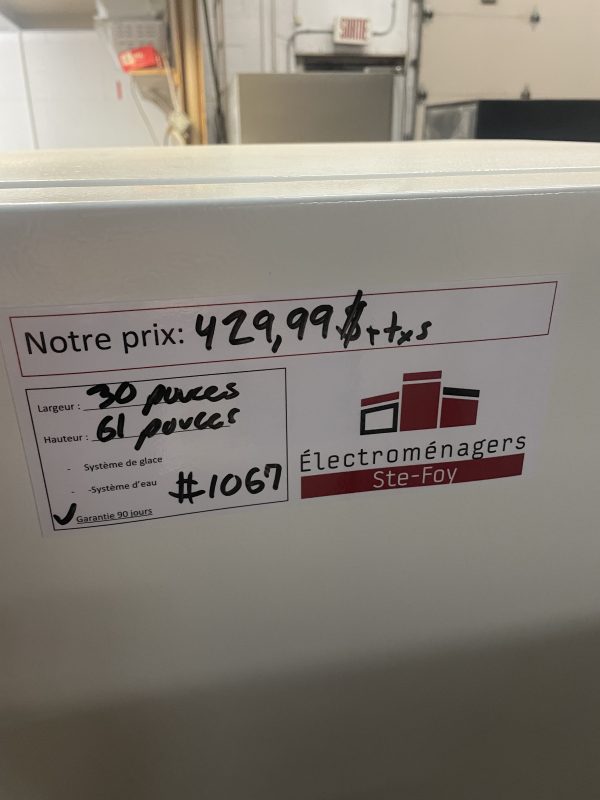 SORTIE
Notre prix: 429,99$ + txs
Largeur : 30 pouces
Hauteur : 61 pouces
- Système de glace
- -Système d'eau
#1067
✓ Garantie 90 jours
Électroménagers
Ste-Foy